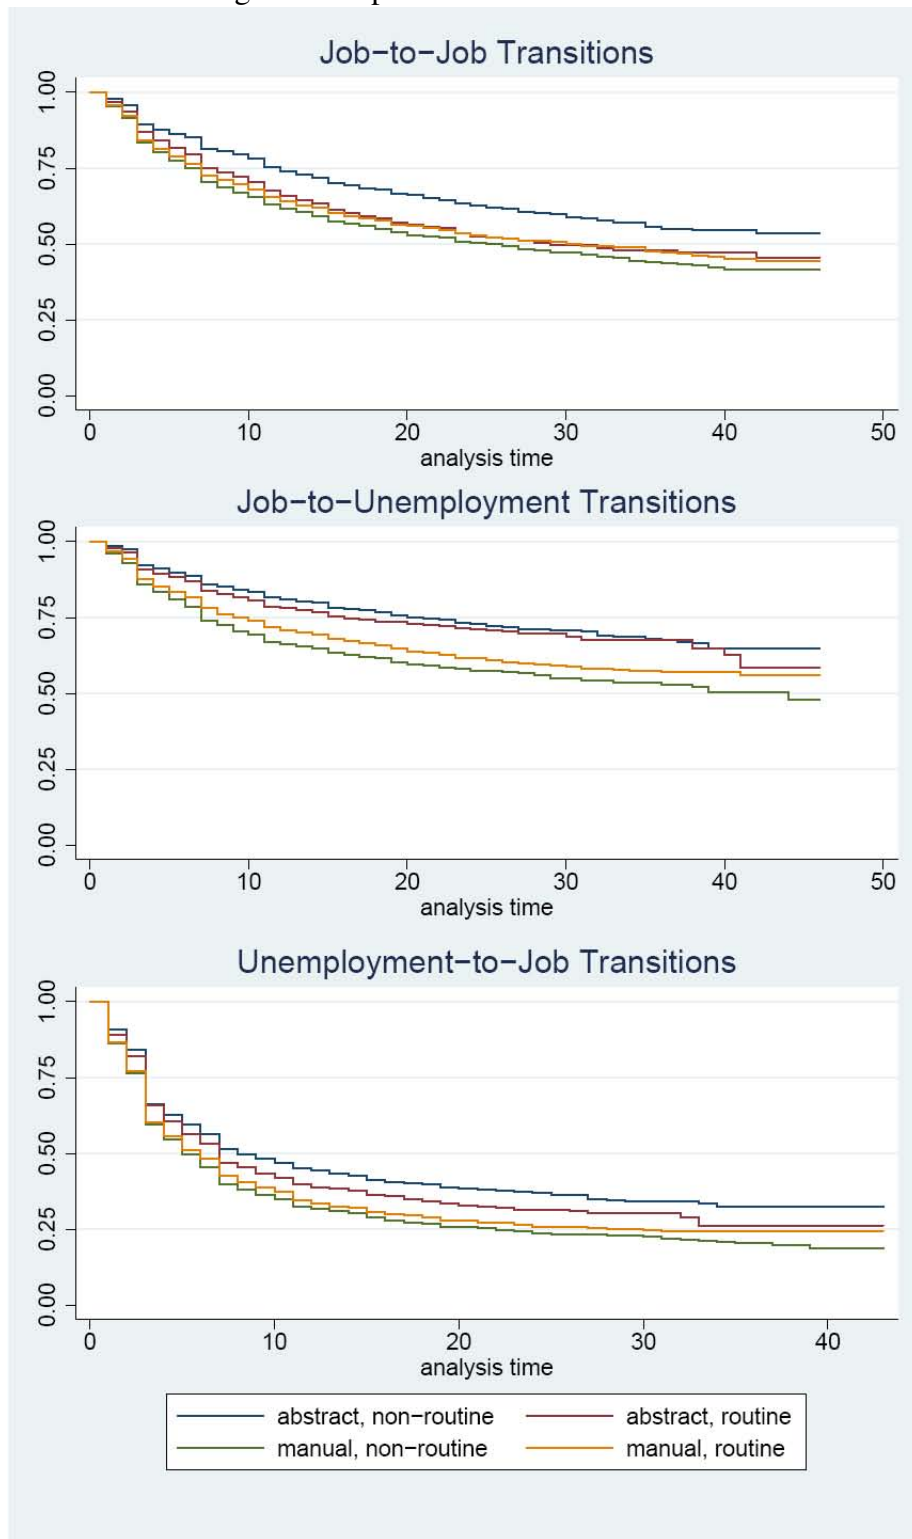 Job−to−Job Transitions
1.00
0.75
0.50
0.25
0.00
0 10 20 30 40 50
analysis time
Job−to−Unemployment Transitions
1.00
0.75
0.50
0.25
0.00
0 10 20 30 40 50
analysis time
Unemployment−to−Job Transitions
1.00
0.75
0.50
0.25
0.00
0 10 20 30 40
analysis time
abstract, non−routine abstract, routine
manual, non−routine manual, routine